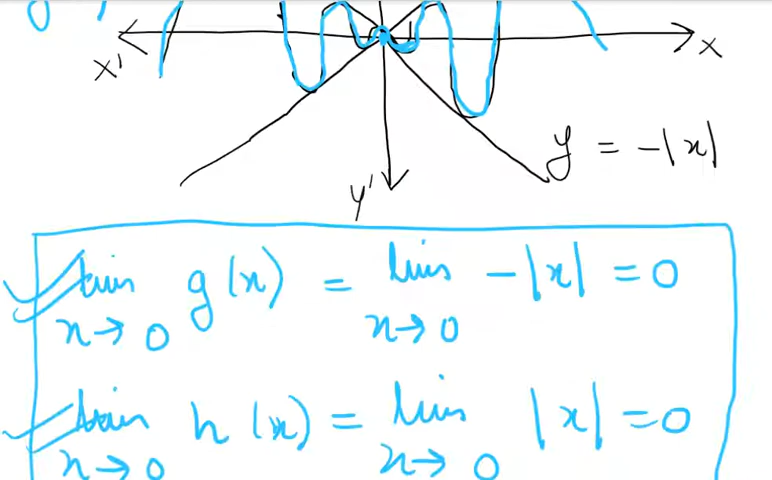 X' X
y = -|x|
Y'
lim g(x) = lim -|x| = 0
x→0 x→0
lim h(x) = lim |x| = 0
x→0 x→0